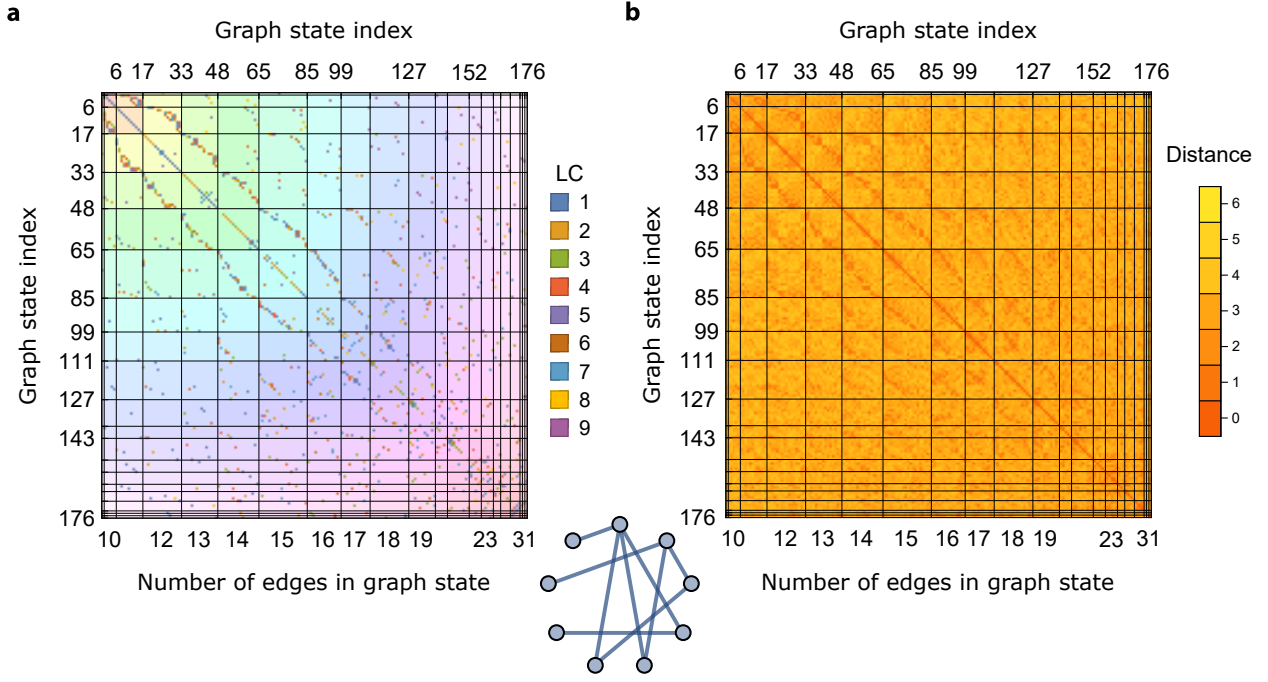 a
Graph state index
6 17 33 48 65 85 99 127 152 176
Graph state index
6
17
33
48
65
85
99
111
127
143
176
10 12 13 14 15 16 17 18 19 23 31
Number of edges in graph state
LC
1
2
3
4
5
6
7
8
9
b
Graph state index
6 17 33 48 65 85 99 127 152 176
Graph state index
6
17
33
48
65
85
99
111
127
143
176
10 12 13 14 15 16 17 18 19 23 31
Number of edges in graph state
Distance
6
5
4
3
2
1
0